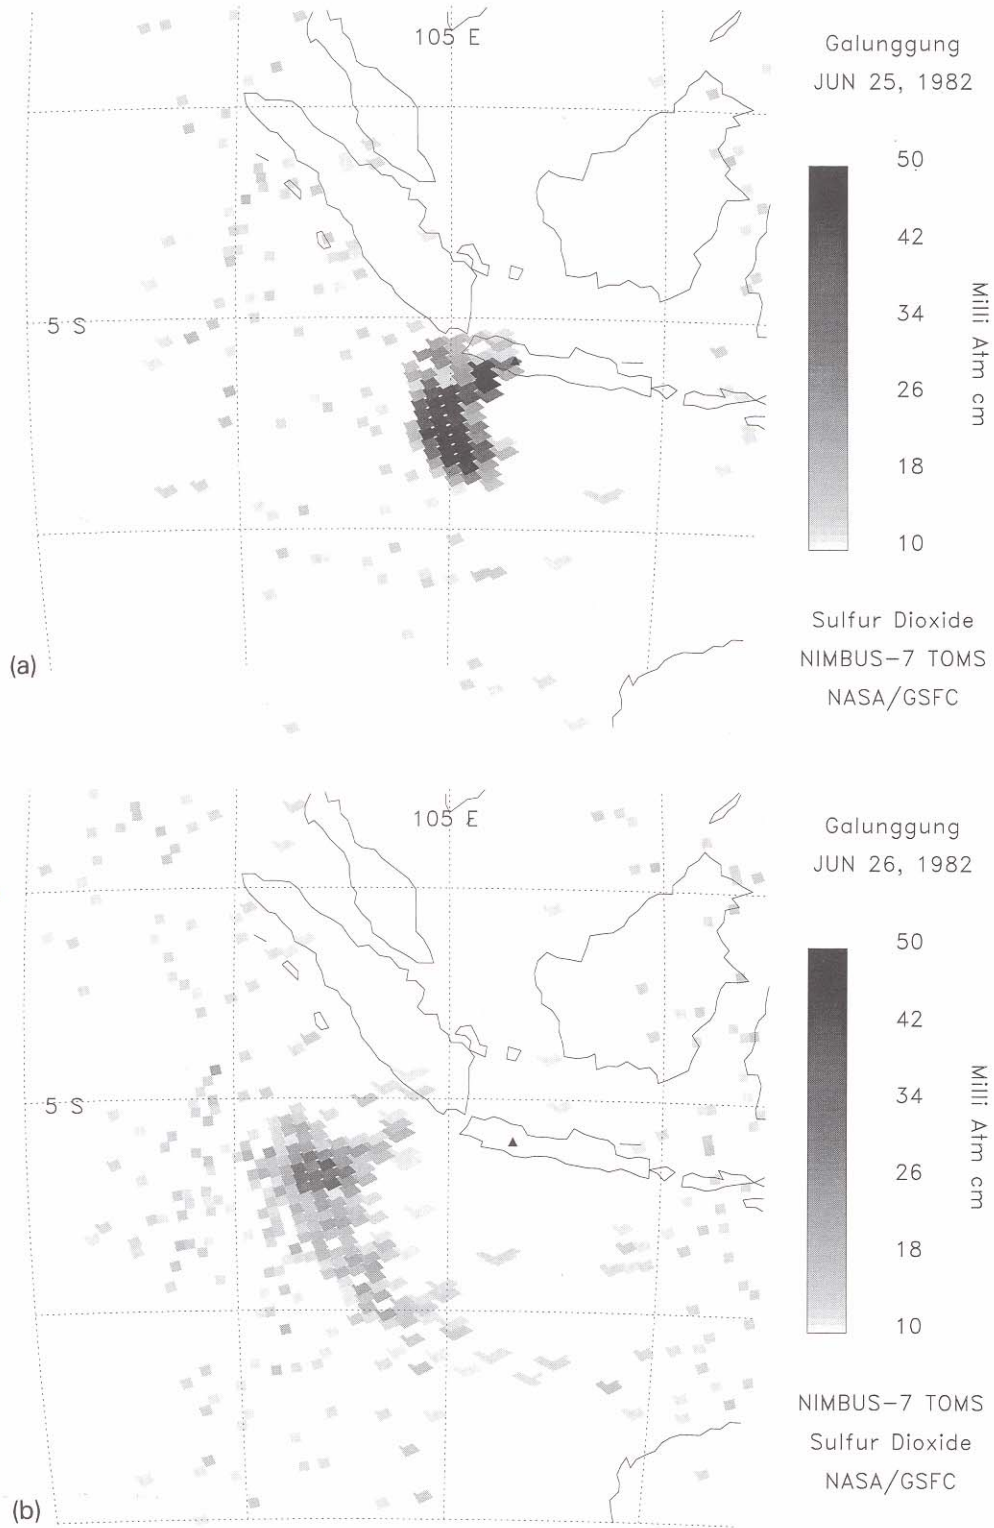 105 E
Galunggung
JUN 25, 1982
50
42
34
26
18
10
Milli Atm cm
5 S
Sulfur Dioxide
NIMBUS-7 TOMS
NASA/GSFC
(a)
105 E
Galunggung
JUN 26, 1982
50
42
34
26
18
10
Milli Atm cm
5 S
NIMBUS-7 TOMS
Sulfur Dioxide
NASA/GSFC
(b)